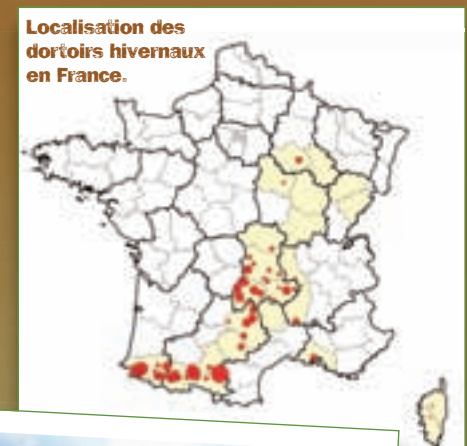 Localisation des
dortoirs hivernaux
en France.